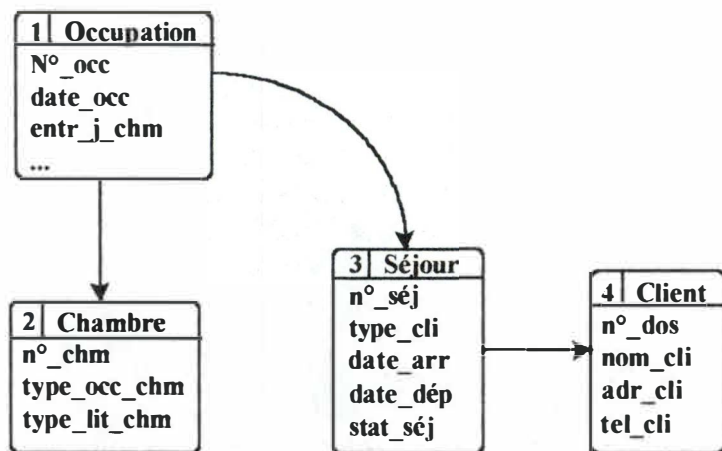 1 Occupation
N°_occ
date_occ
entr_j_chm
...
2 Chambre
n°_chm
type_occ_chm
type_lit_chm
3 Séjour
n°_séj
type_cli
date_arr
date_dép
stat_séj
4 Client
n°_dos
nom_cli
adr_cli
tel_cli